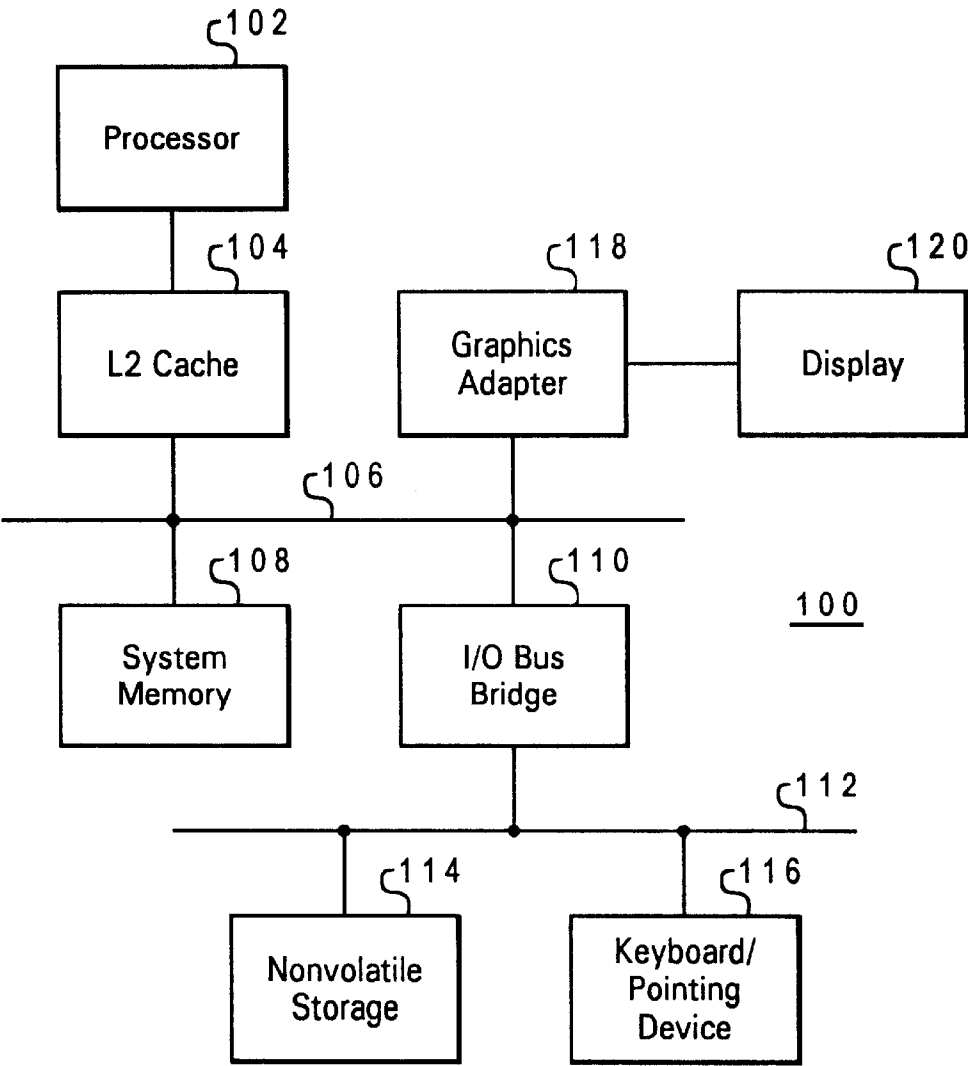 102
Processor
104
L2 Cache
118
Graphics
Adapter
120
Display
106
108
System
Memory
110
I/O Bus
Bridge
100
112
114
Nonvolatile
Storage
116
Keyboard/
Pointing
Device